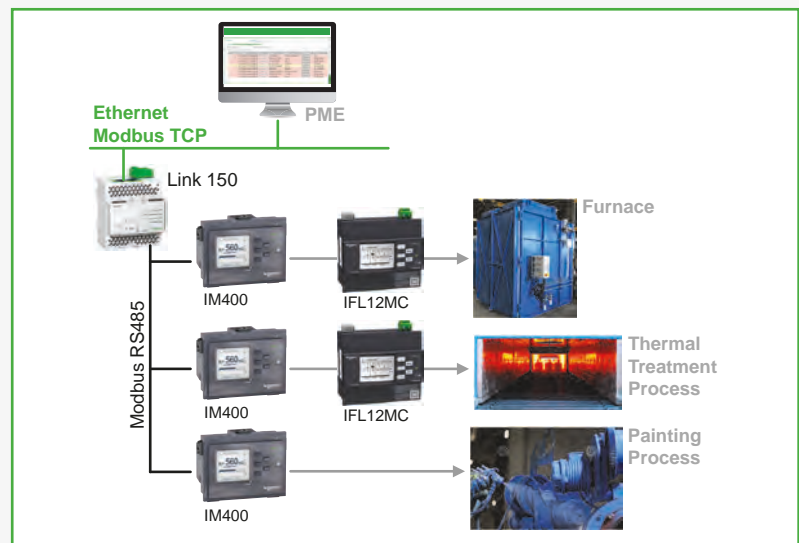 PME
Ethernet
Modbus TCP
Link 150
Modbus RS485
IM400
IFL12MC
Furnace
IM400
IFL12MC
Thermal
Treatment
Process
IM400
Painting
Process